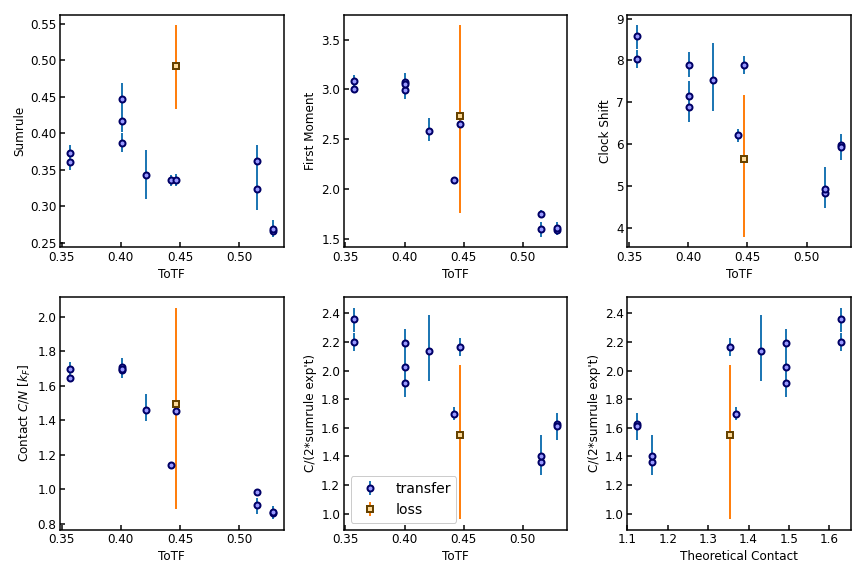 0.55
0.50
0.45
0.40
0.35
0.30
0.25
Sumrule
0.35 0.40 0.45 0.50
ToTF
3.5
3.0
2.5
2.0
1.5
First Moment
0.35 0.40 0.45 0.50
ToTF
9
8
7
6
5
4
Clock Shift
0.35 0.40 0.45 0.50
ToTF
2.0
1.8
1.6
1.4
1.2
1.0
0.8
Contact C/N [k_F]
0.35 0.40 0.45 0.50
ToTF
2.4
2.2
2.0
1.8
1.6
1.4
1.2
1.0
C/(2*sumrule exp't)
transfer
loss
0.35 0.40 0.45 0.50
ToTF
2.4
2.2
2.0
1.8
1.6
1.4
1.2
1.0
C/(2*sumrule exp't)
1.1 1.2 1.3 1.4 1.5 1.6
Theoretical Contact